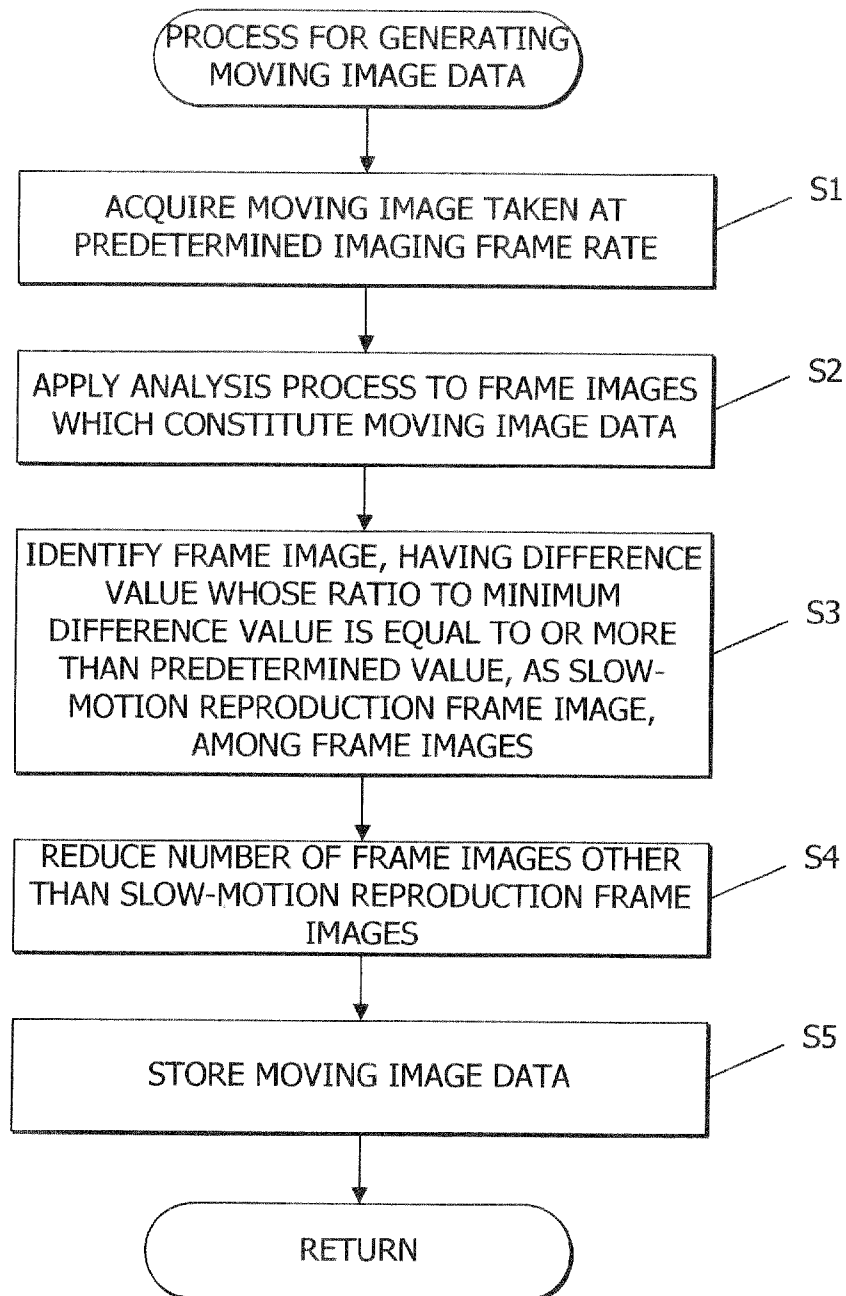 PROCESS FOR GENERATING
MOVING IMAGE DATA
ACQUIRE MOVING IMAGE TAKEN AT
PREDETERMINED IMAGING FRAME RATE
S1
APPLY ANALYSIS PROCESS TO FRAME IMAGES
WHICH CONSTITUTE MOVING IMAGE DATA
S2
IDENTIFY FRAME IMAGE, HAVING DIFFERENCE
VALUE WHOSE RATIO TO MINIMUM
DIFFERENCE VALUE IS EQUAL TO OR MORE
THAN PREDETERMINED VALUE, AS SLOW-
MOTION REPRODUCTION FRAME IMAGE,
AMONG FRAME IMAGES
S3
REDUCE NUMBER OF FRAME IMAGES OTHER
THAN SLOW-MOTION REPRODUCTION FRAME
IMAGES
S4
STORE MOVING IMAGE DATA
S5
RETURN